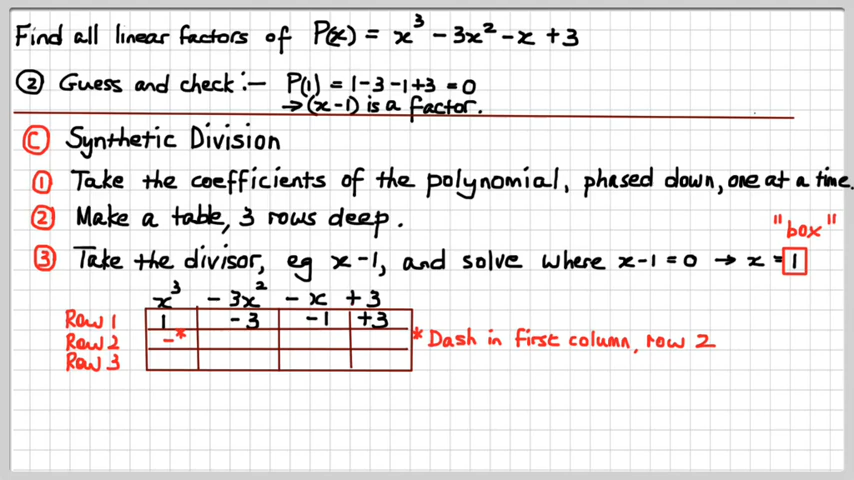 Find all linear factors of P(x) = x³ - 3x² - x + 3
② Guess and check :- P(1) = 1-3-1+3 = 0
→ (x-1) is a factor.
Ⓒ Synthetic Division
① Take the coefficients of the polynomial, phased down, one at a time.
② Make a table, 3 rows deep.
"box"
③ Take the divisor, eg x-1, and solve where x-1=0 → x = 1
x³ - 3x² - x + 3
Row 1 1 -3 -1 +3
Row 2 -* * Dash in first column, row 2
Row 3